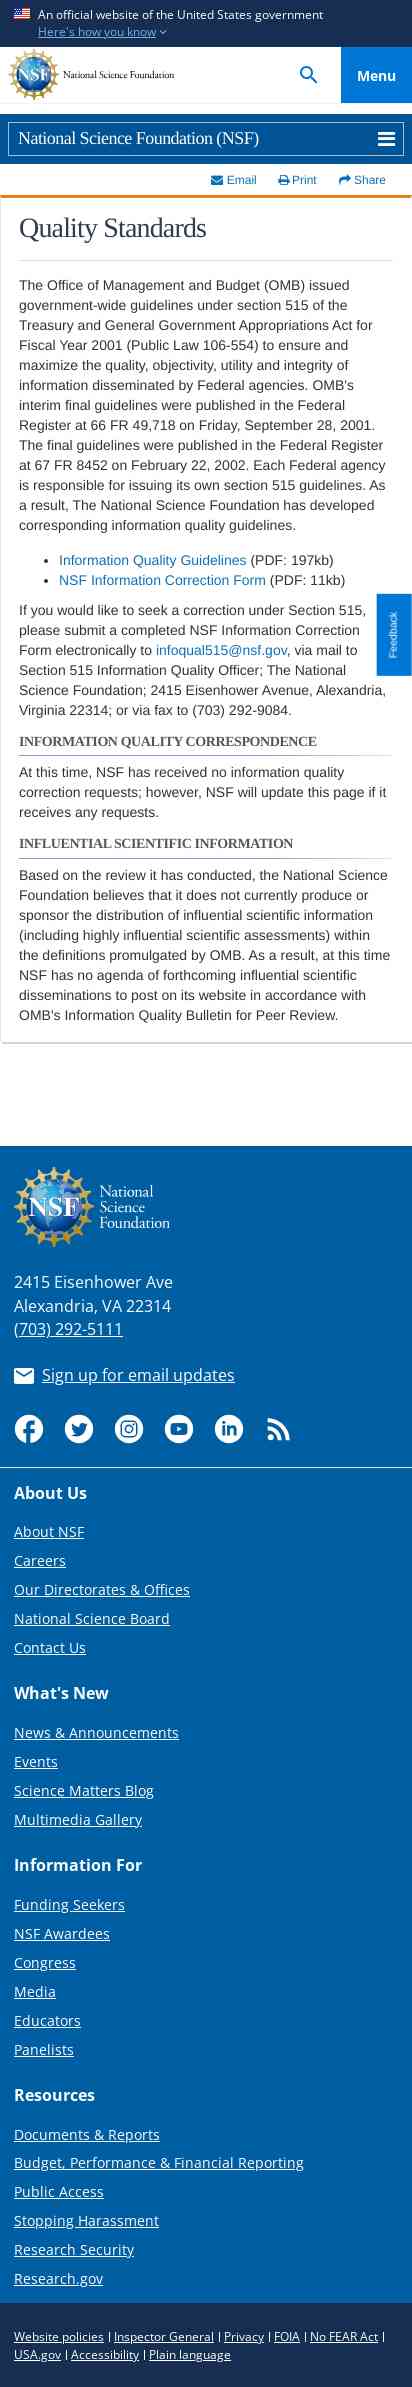 An official website of the United States government
Here's how you know
NSF National Science Foundation
Menu
National Science Foundation (NSF)
Email Print Share
Quality Standards
The Office of Management and Budget (OMB) issued
government-wide guidelines under section 515 of the
Treasury and General Government Appropriations Act for
Fiscal Year 2001 (Public Law 106-554) to ensure and
maximize the quality, objectivity, utility and integrity of
information disseminated by Federal agencies. OMB's
interim final guidelines were published in the Federal
Register at 66 FR 49,718 on Friday, September 28, 2001.
The final guidelines were published in the Federal Register
at 67 FR 8452 on February 22, 2002. Each Federal agency
is responsible for issuing its own section 515 guidelines. As
a result, The National Science Foundation has developed
corresponding information quality guidelines.
• Information Quality Guidelines (PDF: 197kb)
• NSF Information Correction Form (PDF: 11kb)
If you would like to seek a correction under Section 515,
please submit a completed NSF Information Correction
Form electronically to infoqual515@nsf.gov, via mail to
Section 515 Information Quality Officer; The National
Science Foundation; 2415 Eisenhower Avenue, Alexandria,
Virginia 22314; or via fax to (703) 292-9084.
Feedback
INFORMATION QUALITY CORRESPONDENCE
At this time, NSF has received no information quality
correction requests; however, NSF will update this page if it
receives any requests.
INFLUENTIAL SCIENTIFIC INFORMATION
Based on the review it has conducted, the National Science
Foundation believes that it does not currently produce or
sponsor the distribution of influential scientific information
(including highly influential scientific assessments) within
the definitions promulgated by OMB. As a result, at this time
NSF has no agenda of forthcoming influential scientific
disseminations to post on its website in accordance with
OMB's Information Quality Bulletin for Peer Review.
NSF
National
Science
Foundation
2415 Eisenhower Ave
Alexandria, VA 22314
(703) 292-5111
Sign up for email updates
About Us
About NSF
Careers
Our Directorates & Offices
National Science Board
Contact Us
What's New
News & Announcements
Events
Science Matters Blog
Multimedia Gallery
Information For
Funding Seekers
NSF Awardees
Congress
Media
Educators
Panelists
Resources
Documents & Reports
Budget, Performance & Financial Reporting
Public Access
Stopping Harassment
Research Security
Research.gov
Website policies | Inspector General | Privacy | FOIA | No FEAR Act |
USA.gov | Accessibility | Plain language